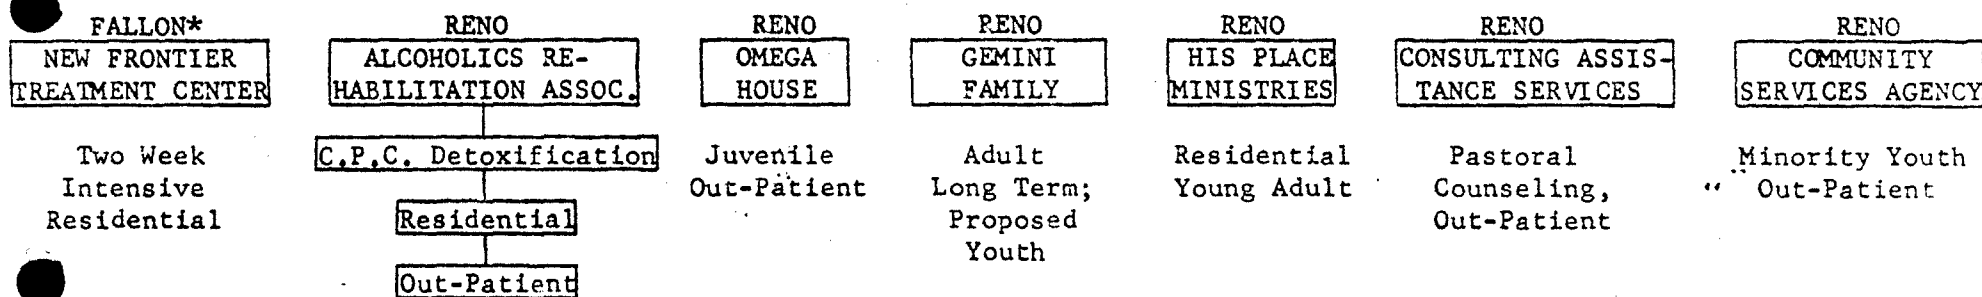 FALLON*
NEW FRONTIER
TREATMENT CENTER
Two Week
Intensive
Residential
RENO
ALCOHOLICS RE-
HABILITATION ASSOC.
C.P.C. Detoxification
Residential
Out-Patient
RENO
OMEGA
HOUSE
Juvenile
Out-Patient
RENO
GEMINI
FAMILY
Adult
Long Term;
Proposed
Youth
RENO
HIS PLACE
MINISTRIES
Residential
Young Adult
RENO
CONSULTING ASSIS-
TANCE SERVICES
Pastoral
Counseling,
Out-Patient
RENO
COMMUNITY
SERVICES AGENCY
Minority Youth
Out-Patient